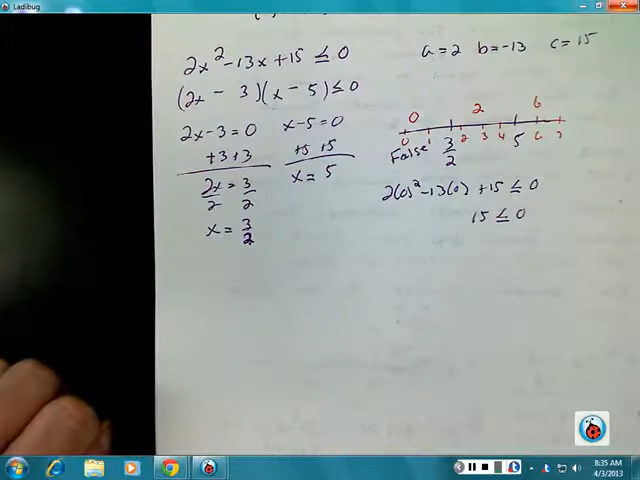 Ladibug
2x² -13x+15 ≤ 0
a=2 b=-13 c=15
(2x - 3)(x - 5) ≤ 0
2x-3=0 x-5=0
+3 +3 +5 +5
2x = 3 x = 5
2 2
x = 3/2
0 2 6
0 1 3/2 2 3 4 5 6 7
False
2(0)² -13(0) +15 ≤ 0
15 ≤ 0
8:35 AM
4/3/2013